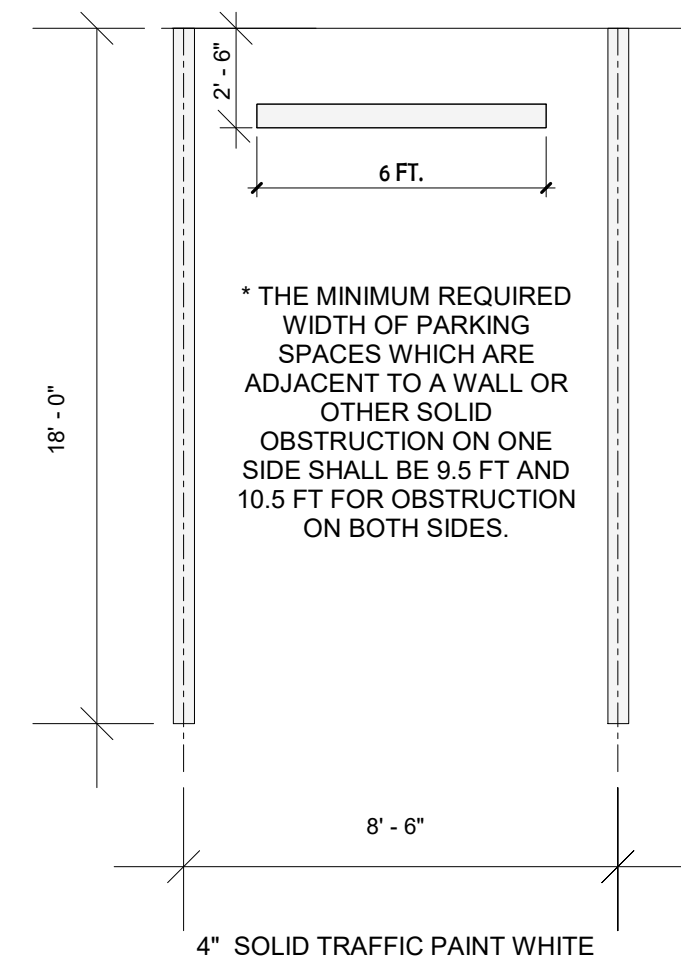 2' - 6"
6 FT.
* THE MINIMUM REQUIRED
WIDTH OF PARKING
SPACES WHICH ARE
ADJACENT TO A WALL OR
OTHER SOLID
OBSTRUCTION ON ONE
SIDE SHALL BE 9.5 FT AND
10.5 FT FOR OBSTRUCTION
ON BOTH SIDES.
18' - 0"
8' - 6"
4" SOLID TRAFFIC PAINT WHITE